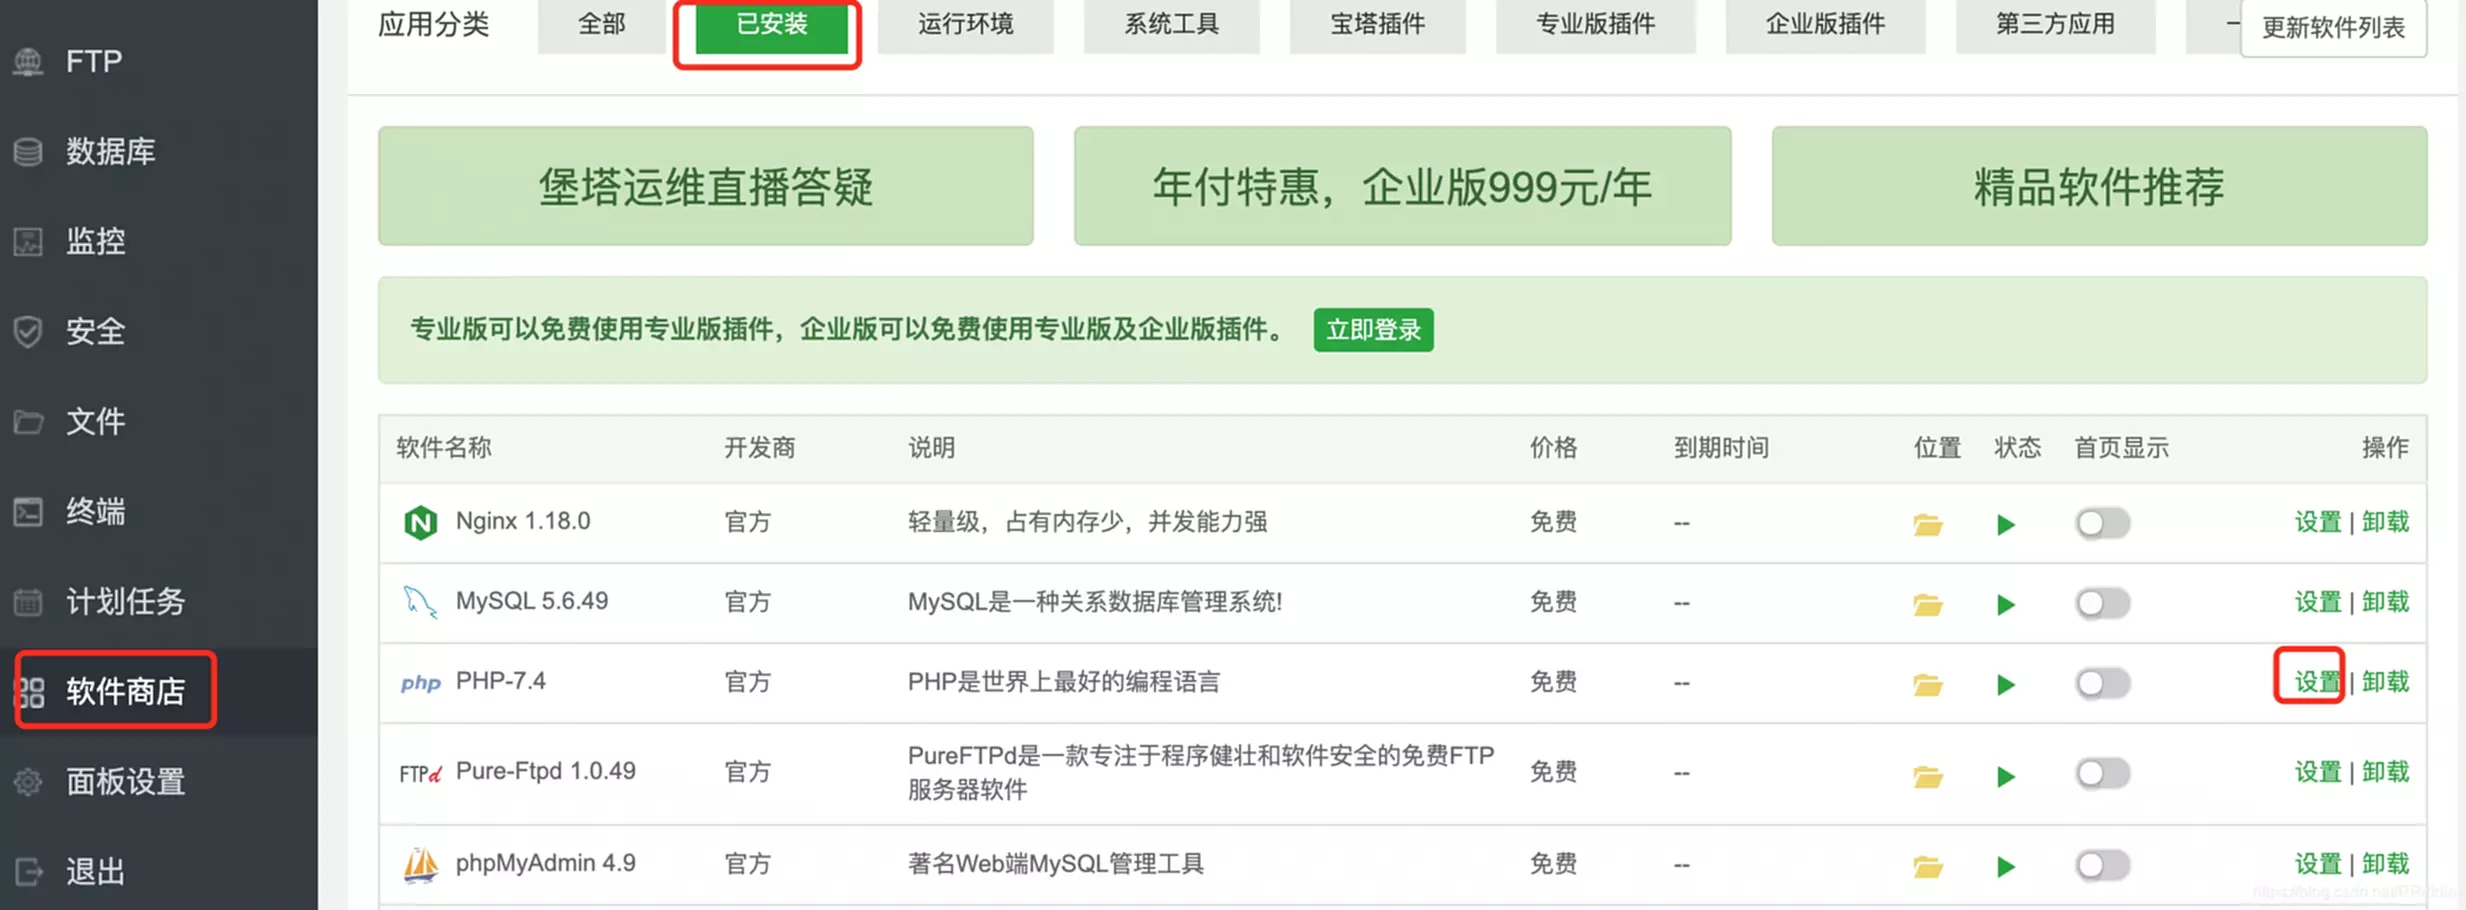 FTP
数据库
监控
安全
文件
终端
计划任务
软件商店
面板设置
退出
应用分类 全部 已安装 运行环境 系统工具 宝塔插件 专业版插件 企业版插件 第三方应用 更新软件列表
堡塔运维直播答疑 年付特惠，企业版999元/年 精品软件推荐
专业版可以免费使用专业版插件，企业版可以免费使用专业版及企业版插件。 立即登录
软件名称 开发商 说明 价格 到期时间 位置 状态 首页显示 操作
Nginx 1.18.0 官方 轻量级，占有内存少，并发能力强 免费 -- 设置 | 卸载
MySQL 5.6.49 官方 MySQL是一种关系数据库管理系统! 免费 -- 设置 | 卸载
php PHP-7.4 官方 PHP是世界上最好的编程语言 免费 -- 设置 | 卸载
FTPd Pure-Ftpd 1.0.49 官方 PureFTPd是一款专注于程序健壮和软件安全的免费FTP
服务器软件 免费 -- 设置 | 卸载
phpMyAdmin 4.9 官方 著名Web端MySQL管理工具 免费 -- 设置 | 卸载